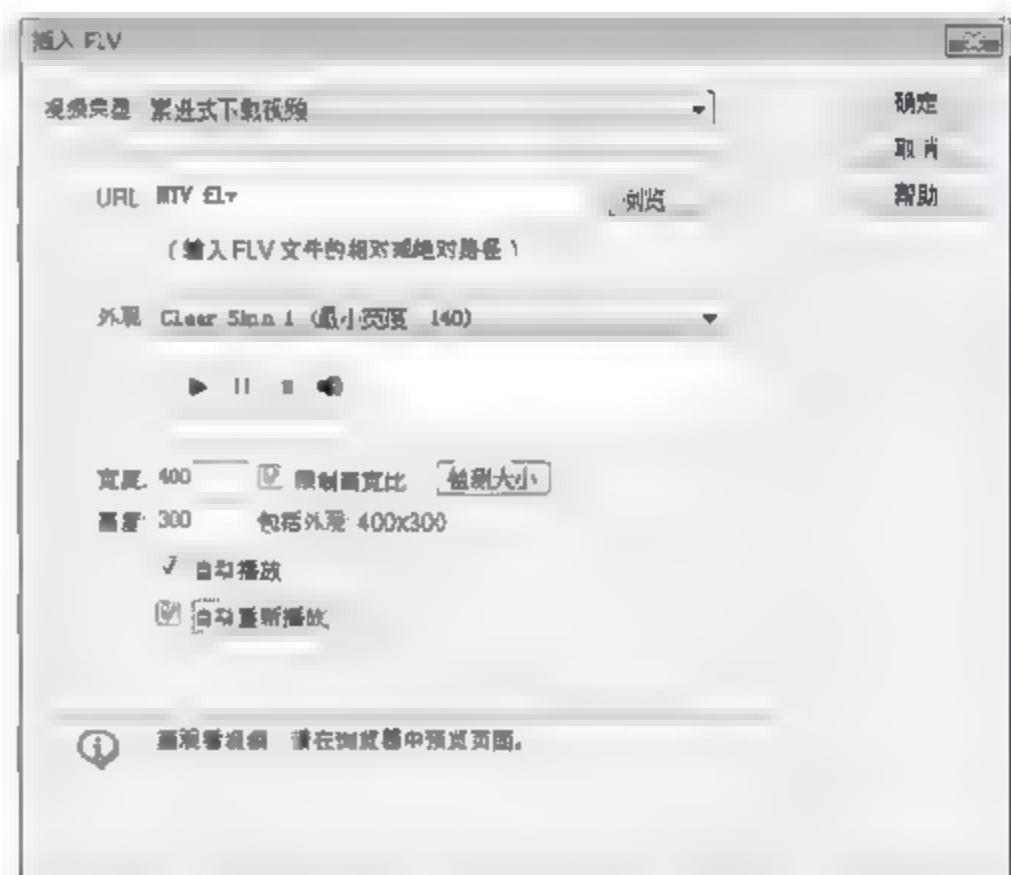 插入 FLV
视频类型 累进式下载视频
确定
取消
帮助
URL MTV flv
浏览
(输入 FLV 文件的相对或绝对路径)
外观 Clear Skin 1 (最小宽度 140)
宽度: 400 限制高宽比 检测大小
高度: 300 包括外观: 400x300
自动播放
自动重新播放
要观看视频 请在浏览器中预览页面。